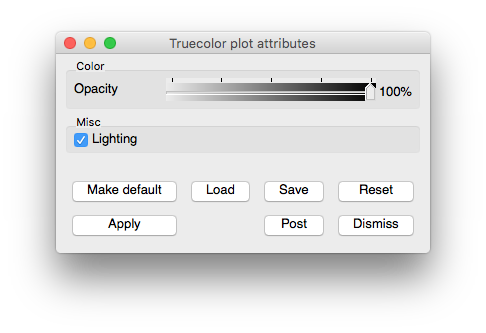 Truecolor plot attributes
Color
Opacity 100%
Misc
Lighting
Make default Load Save Reset
Apply Post Dismiss